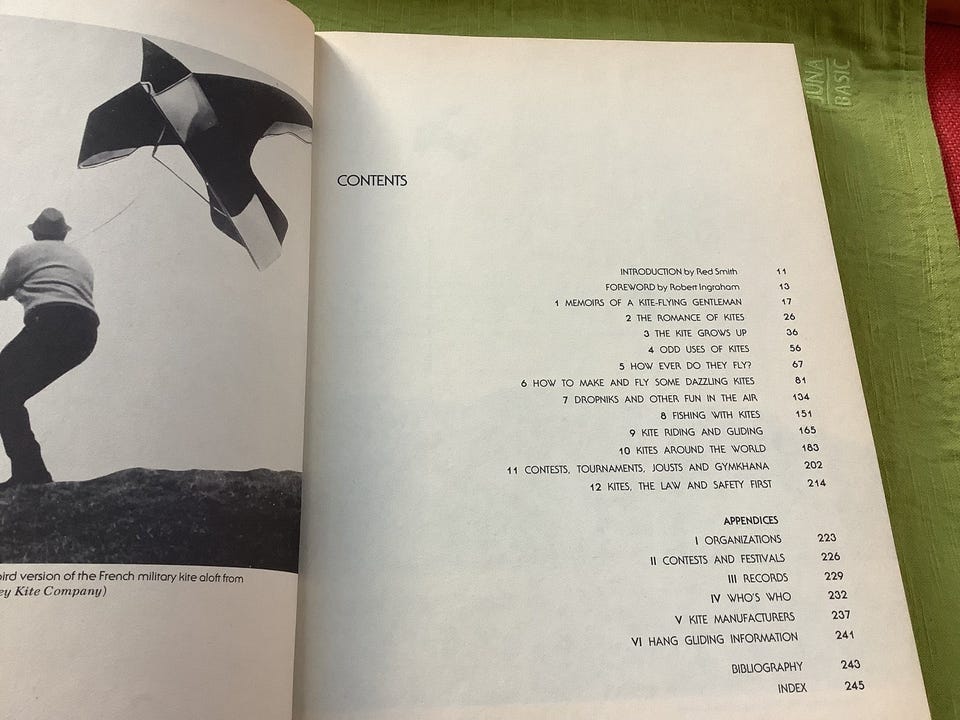 bird version of the French military kite aloft from
ey Kite Company)
CONTENTS
INTRODUCTION by Red Smith 11
FOREWORD by Robert Ingraham 13
1 MEMOIRS OF A KITE-FLYING GENTLEMAN 17
2 THE ROMANCE OF KITES 26
3 THE KITE GROWS UP 36
4 ODD USES OF KITES 56
5 HOW EVER DO THEY FLY? 67
6 HOW TO MAKE AND FLY SOME DAZZLING KITES 81
7 DROPNIKS AND OTHER FUN IN THE AIR 134
8 FISHING WITH KITES 151
9 KITE RIDING AND GLIDING 165
10 KITES AROUND THE WORLD 183
11 CONTESTS, TOURNAMENTS, JOUSTS AND GYMKHANA 202
12 KITES, THE LAW AND SAFETY FIRST 214
APPENDICES
I ORGANIZATIONS 223
II CONTESTS AND FESTIVALS 226
III RECORDS 229
IV WHO'S WHO 232
V KITE MANUFACTURERS 237
VI HANG GLIDING INFORMATION 241
BIBLIOGRAPHY 243
INDEX 245
JUNA
BASIC